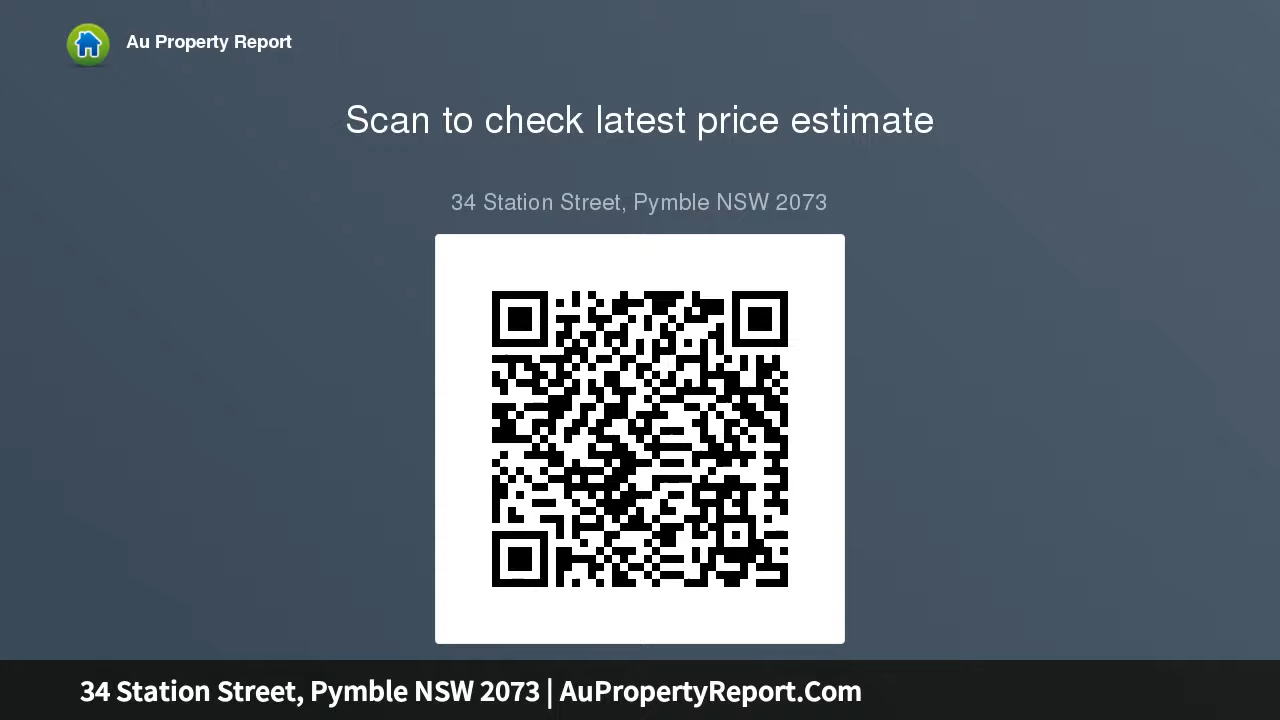 Au Property Report
Scan to check latest price estimate
34 Station Street, Pymble NSW 2073
34 Station Street, Pymble NSW 2073 | AuPropertyReport.Com